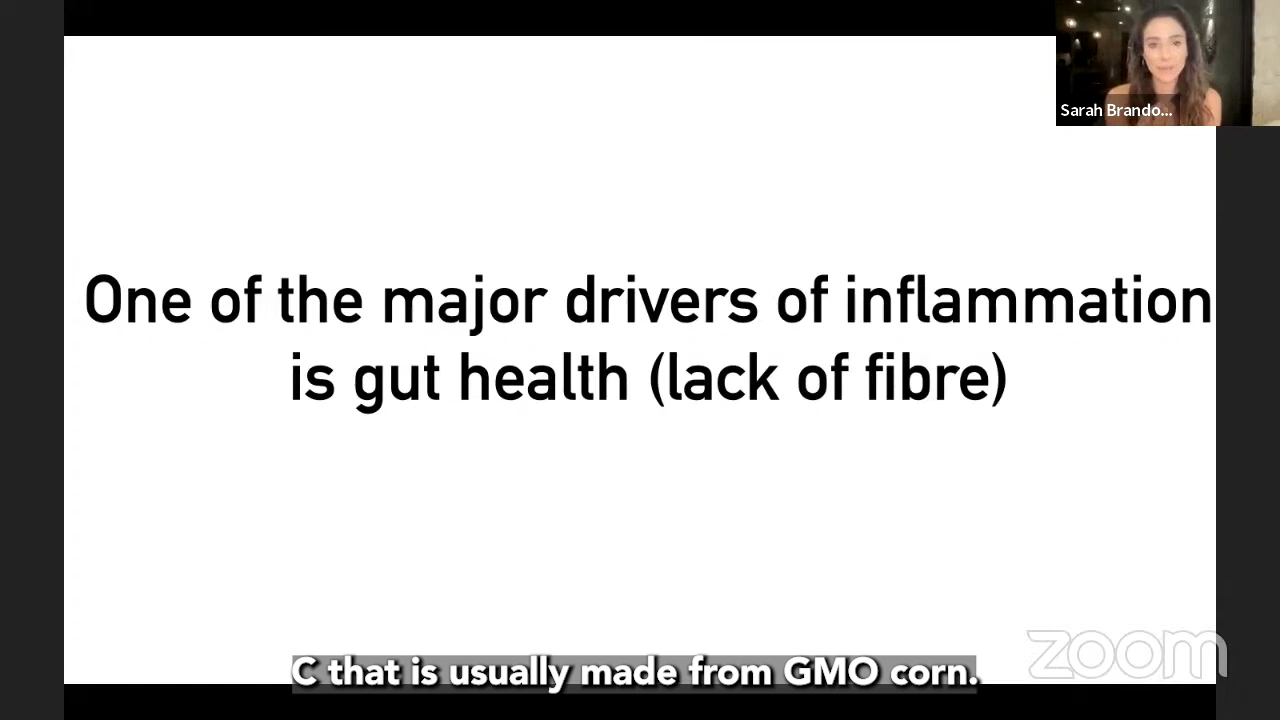 Sarah Brando...
One of the major drivers of inflammation
is gut health (lack of fibre)
C that is usually made from GMO corn.
zoom